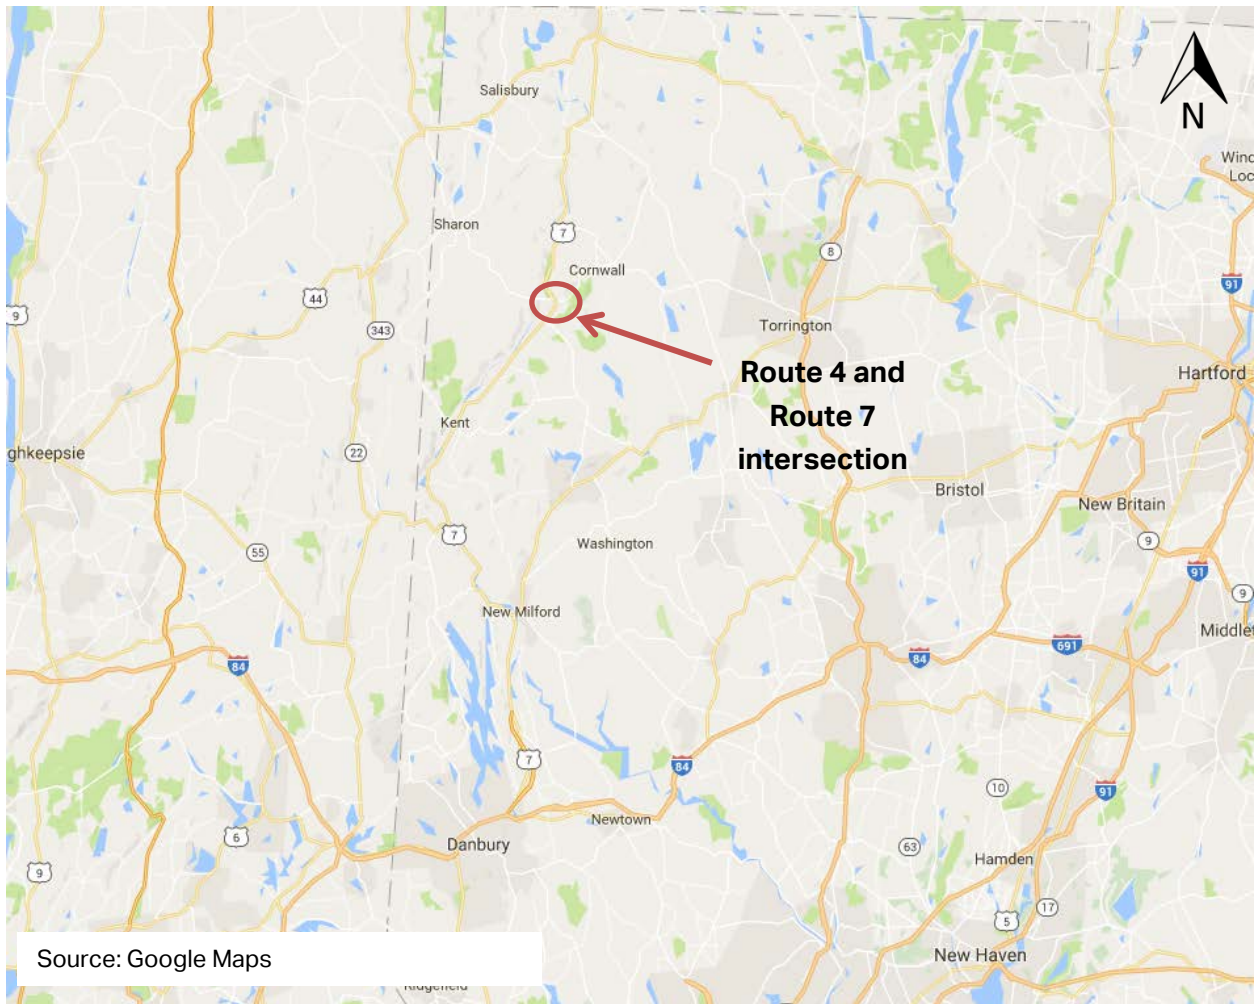 Salisbury
N
Wind
Loc
Sharon
7
8
Cornwall
91
44
9
343
Torrington
Route 4 and
Route 7
intersection
Hartford
Kent
ghkeepsie
22
Bristol
New Britain
7
Washington
9
55
91
New Milford
9
Middlet
84
691
84
7
84
10
91
Newtown
6
Danbury
63
Hamden
9
17
5
New Haven
Source: Google Maps